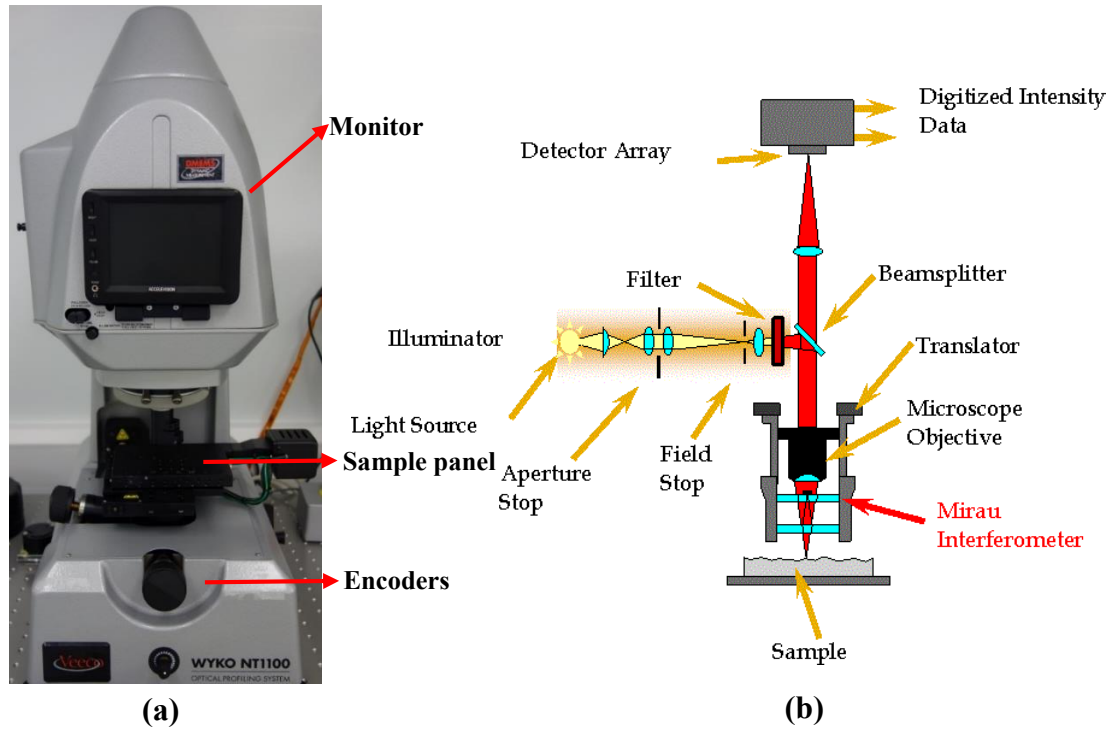 Monitor
Sample panel
Encoders
Veeco
WYKO NT1100
OPTICAL PROFILING SYSTEM
(a)
Digitized Intensity
Data
Detector Array
Filter
Beamsplitter
Illuminator
Translator
Light Source
Aperture
Stop
Field
Stop
Microscope
Objective
Mirau
Interferometer
Sample
(b)